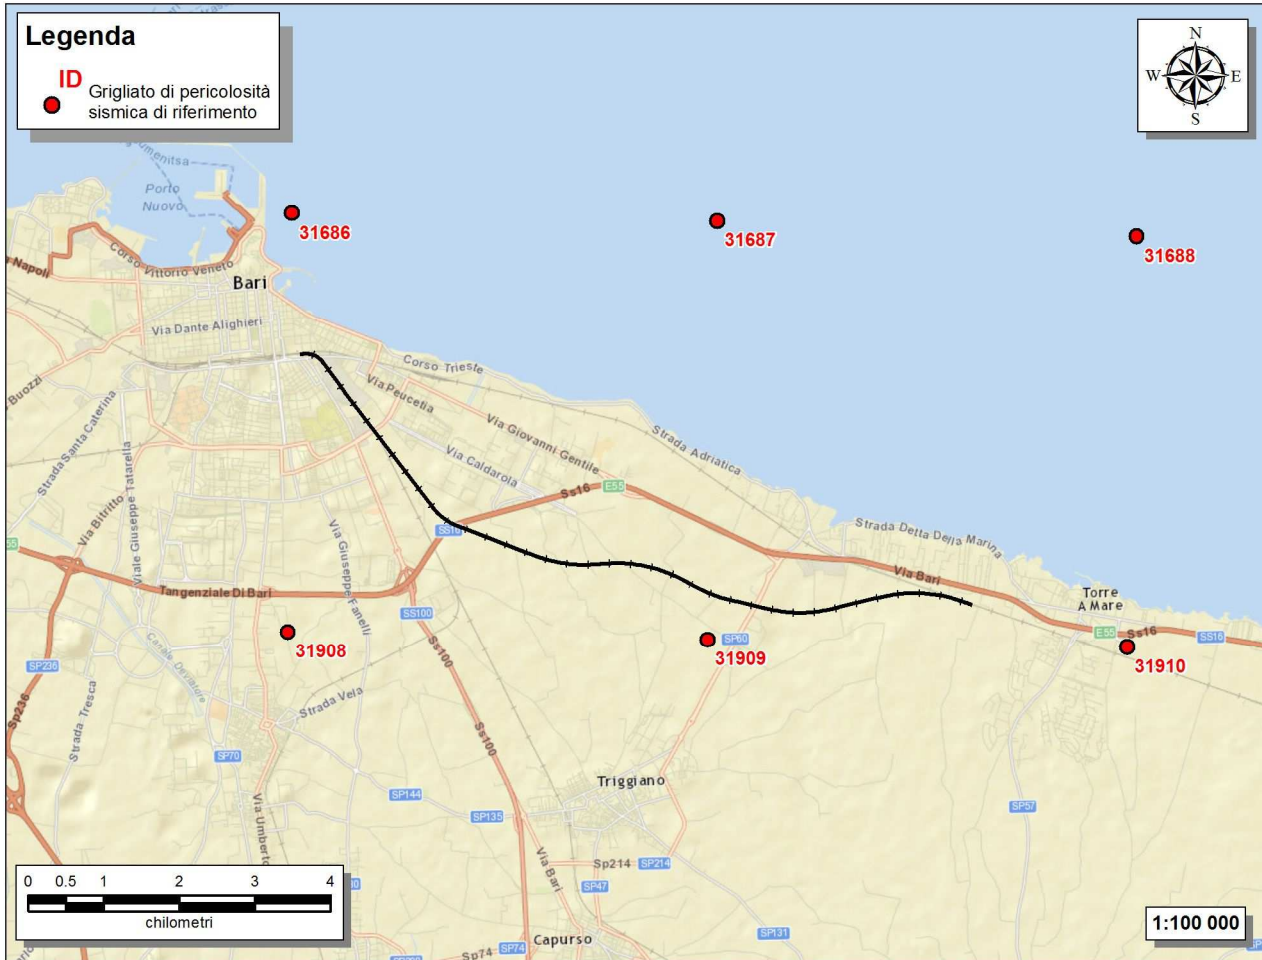 Legenda
ID
Grigliato di pericolosità
sismica di riferimento
N
W
E
S
Porto
Nuovo
31686
31687
31688
Corso Vittorio Veneto
Napoli
Bari
Via Dante Alighieri
Corso Trieste
Via Peucetia
Buozzi
Strada Santa Caterina
Via Giovanni Gentile
Strada Adriatica
Via Caldarola
Viale Giuseppe Tatarella
Via Bitritto
Ss16
E55
SS16
Strada Detta Della Marina
Via Giuseppe Fanelli
Via Bari
Tangenziale Di Bari
SS100
Torre
A Mare
E55
Ss16
SS16
31908
31909
SP60
31910
Canale Deviatore
Ss100
SP236
Sp236
Strada Tresca
Strada Vela
SP70
Ss100
Triggiano
SP144
SP135
SP57
Via Umberto
Via Bari
Sp214
SP214
SP47
0 0.5 1 2 3 4
chilometri
SP131
Capurso
Sp74
SP74
1:100 000